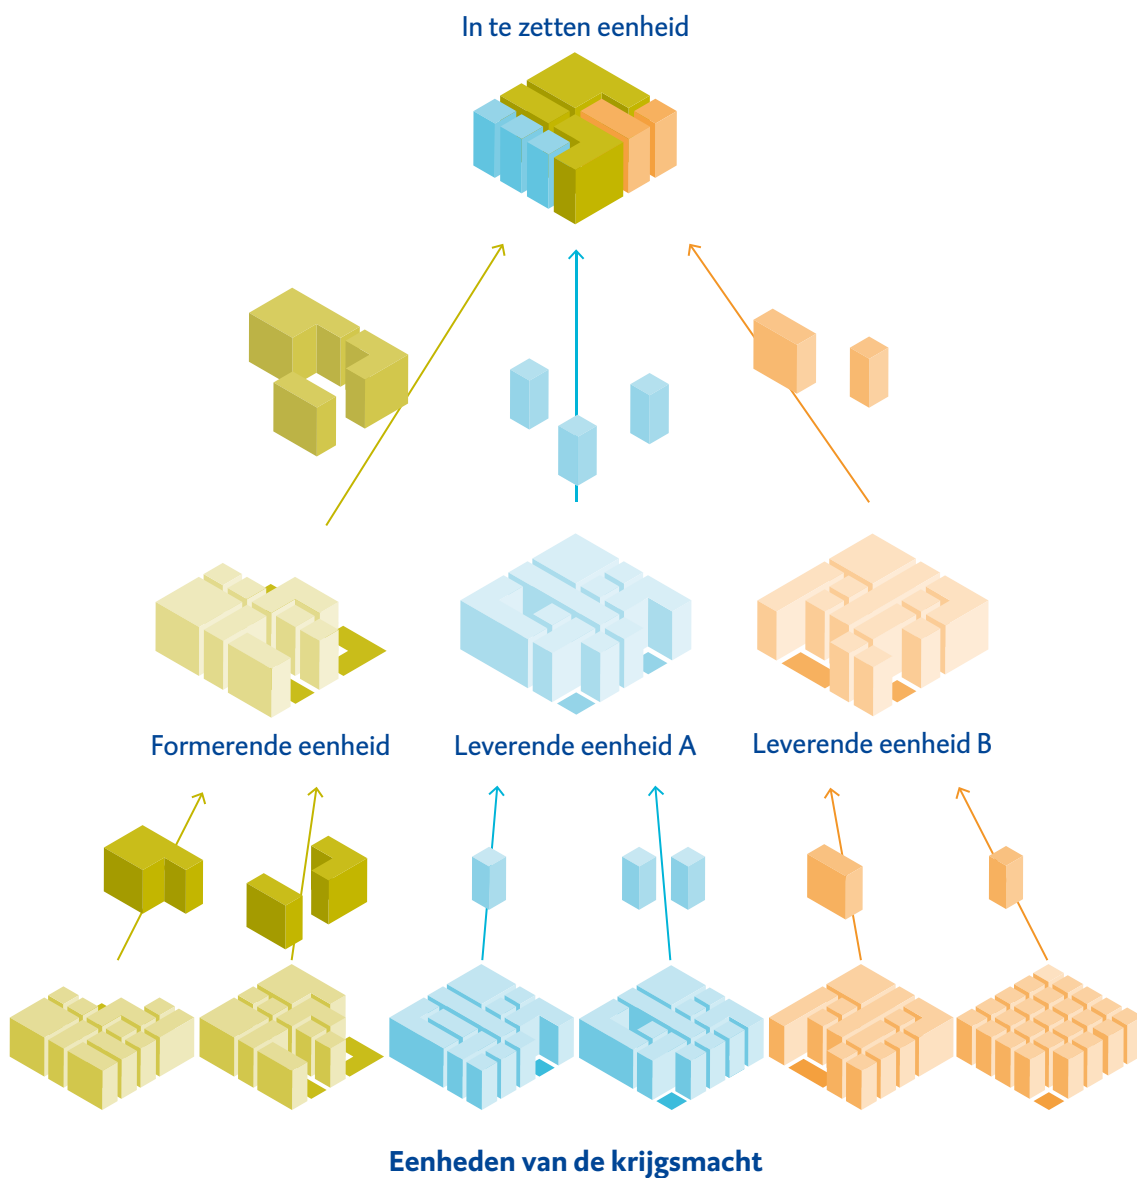 In te zetten eenheid
Formerende eenheid
Leverende eenheid A
Leverende eenheid B
Eenheden van de krijgsmacht